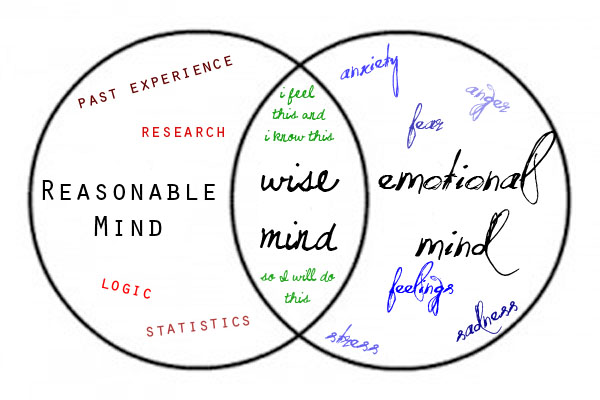 PAST EXPERIENCE
RESEARCH
REASONABLE
MIND
LOGIC
STATISTICS
i feel
this and
i know this
wise
mind
so I will do
this
anxiety
anger
fear
emotional
mind
feelings
sadness
stress